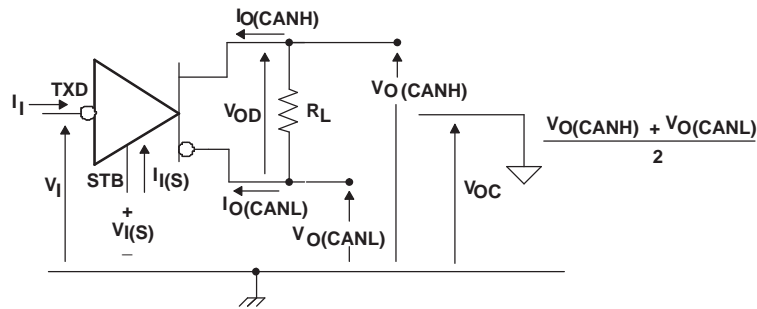 IO(CANH)
TXD
II
VOD
RL
VO(CANH)
VO(CANH) + VO(CANL)
2
VI
STB
II(S)
IO(CANL)
VOC
+
VI(S)
–
VO(CANL)